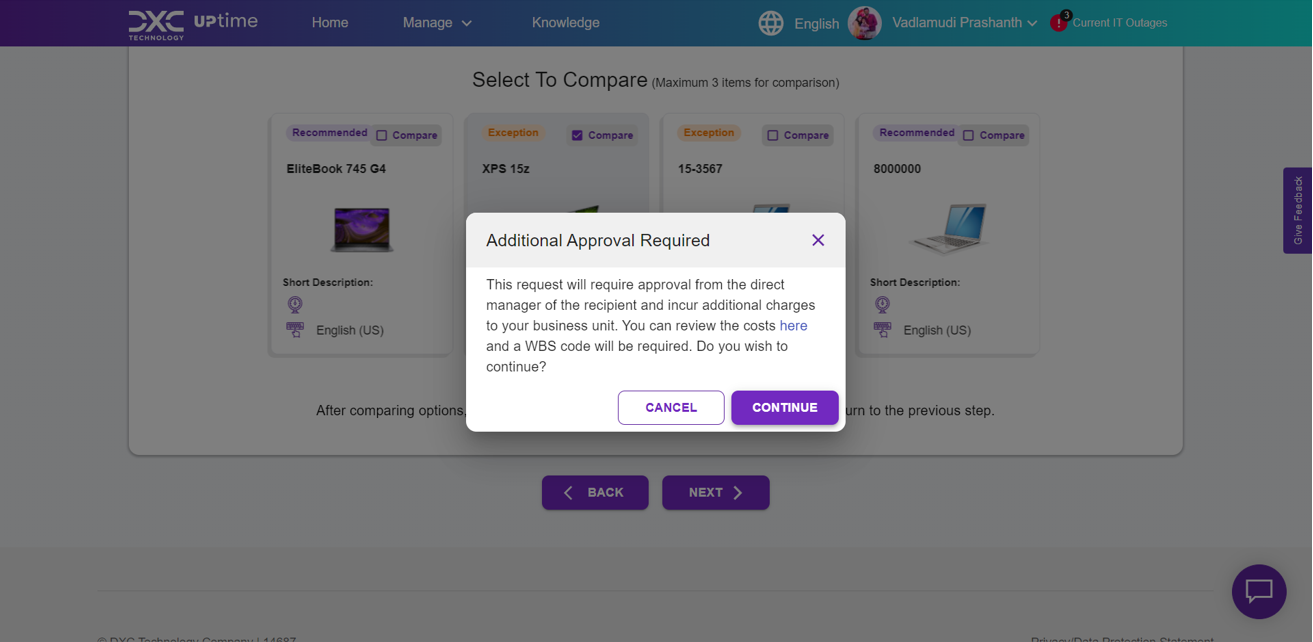 DXC TECHNOLOGY UPtime Home Manage Knowledge English Vadlamudi Prashanth 3 ! Current IT Outages
Select To Compare (Maximum 3 items for comparison)
Recommended Compare Exception Compare Exception Compare Recommended Compare
EliteBook 745 G4 XPS 15z 15-3567 8000000
Give Feedback
Additional Approval Required
This request will require approval from the direct
manager of the recipient and incur additional charges
to your business unit. You can review the costs here
and a WBS code will be required. Do you wish to
continue?
CANCEL CONTINUE
Short Description: Short Description:
English (US) English (US)
After comparing options, urn to the previous step.
BACK NEXT
© DXC Technology Company | 14687 Privacy/Data Protection Statement